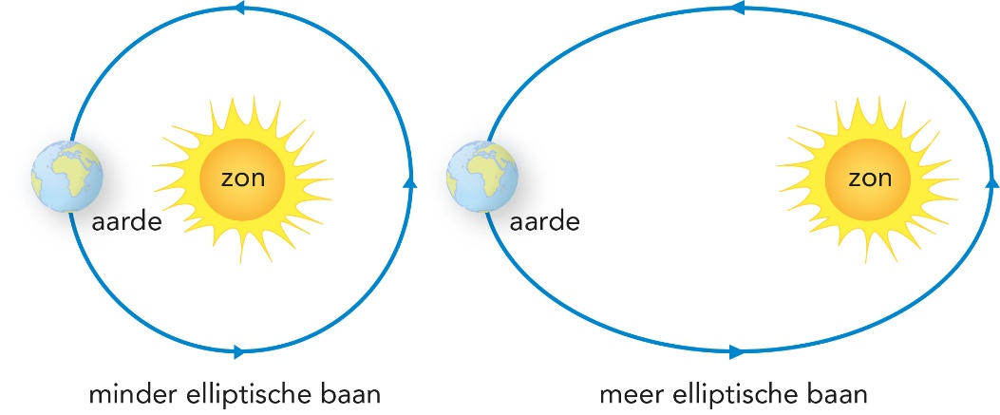 zon
aarde
minder elliptische baan
zon
aarde
meer elliptische baan